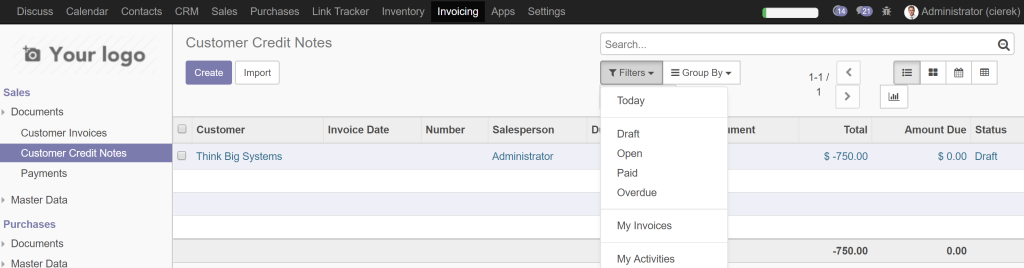 Discuss Calendar Contacts CRM Sales Purchases Link Tracker Inventory Invoicing Apps Settings 14 21 Administrator (cierek)
Your logo
Customer Credit Notes
Search...
Create Import
Filters Group By
1-1 / 1
Today
Draft
Open
Paid
Overdue
My Invoices
My Activities
Sales
Documents
Customer Invoices
Customer Credit Notes
Payments
Master Data
Purchases
Documents
Master Data
Customer Invoice Date Number Salesperson Total Amount Due Status
Think Big Systems Administrator $ -750.00 $ 0.00 Draft
-750.00 0.00